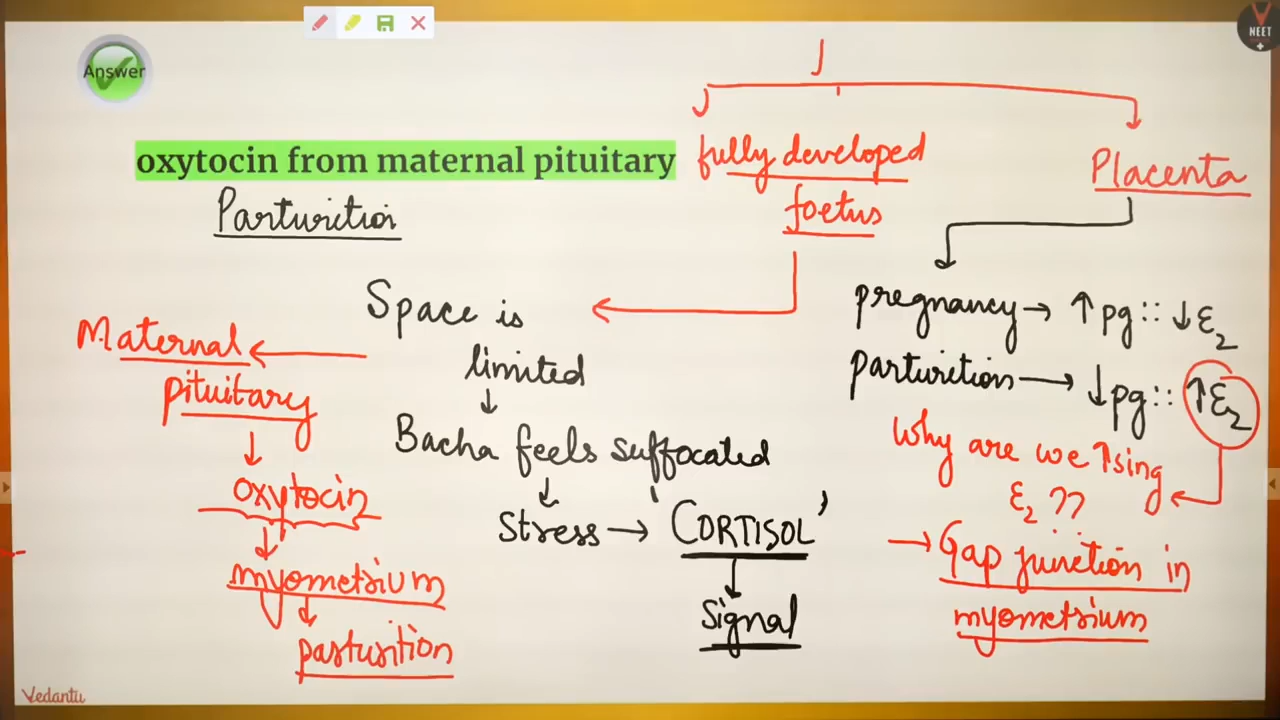 NEET
+
Answer
oxytocin from maternal pituitary
Parturition
fully developed
foetus
Placenta
Space is
limited
Bacha feels suffocated
Stress → 'CORTISOL'
Signal
Maternal
pituitary
oxytocin
myometrium
parturition
pregnancy → ↑ pg :: ↓ E2
parturition → ↓ pg :: ↑ E2
Why are we ↑sing
E2 ??
→ Gap junction in
myometrium
Vedantu